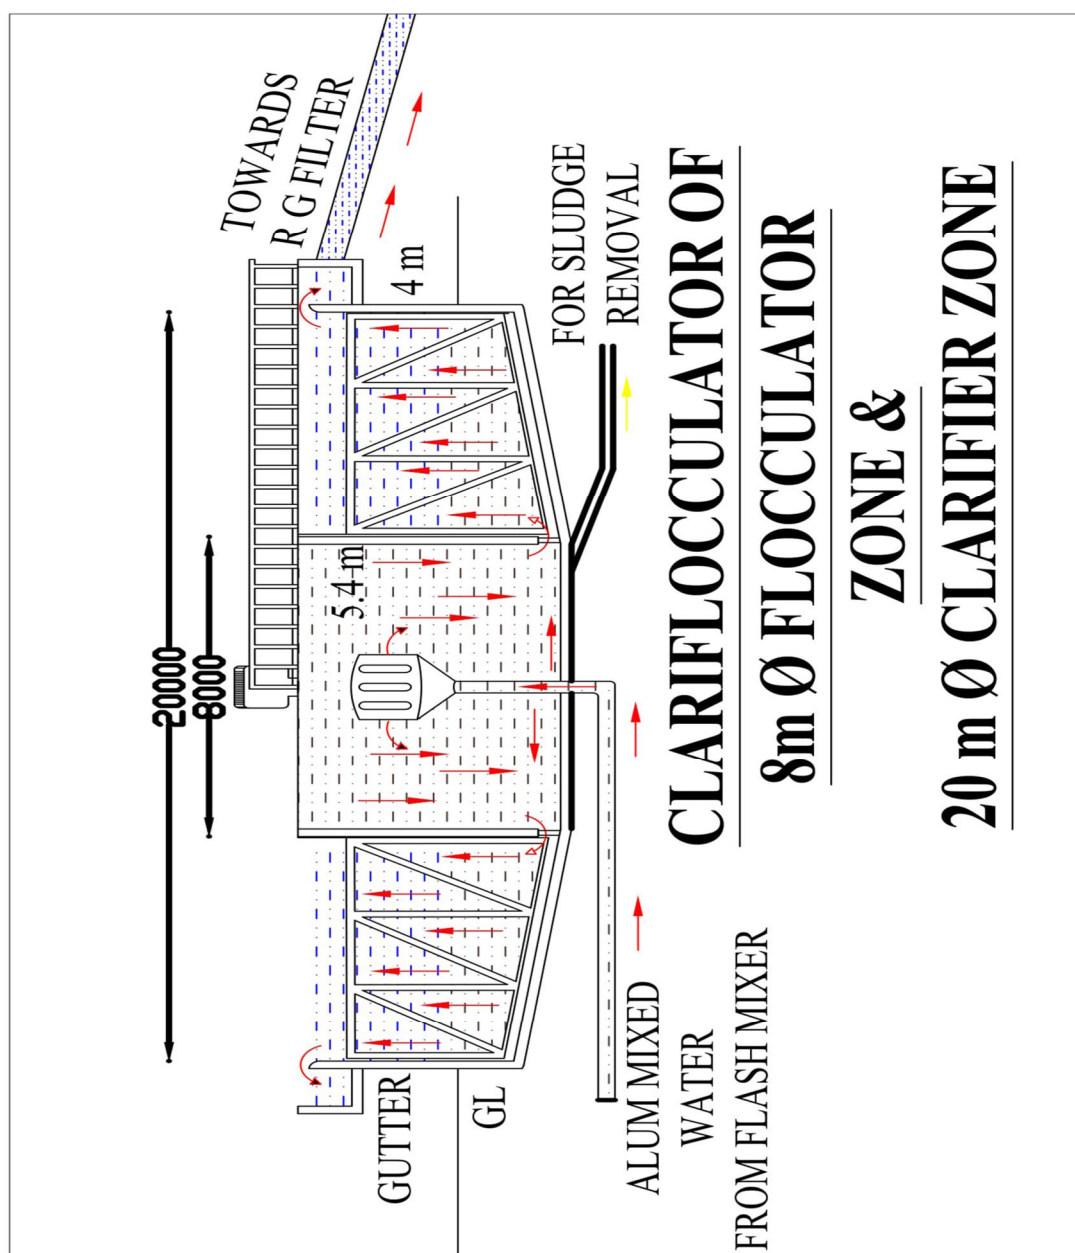 20000
8000
TOWARDS
R G FILTER
4 m
5.4 m
GUTTER
GL
FOR SLUDGE
REMOVAL
ALUM MIXED
WATER
FROM FLASH MIXER
CLARIFLOCCULATOR OF
8m Ø FLOCCULATOR
ZONE &
20 m Ø CLARIFIER ZONE